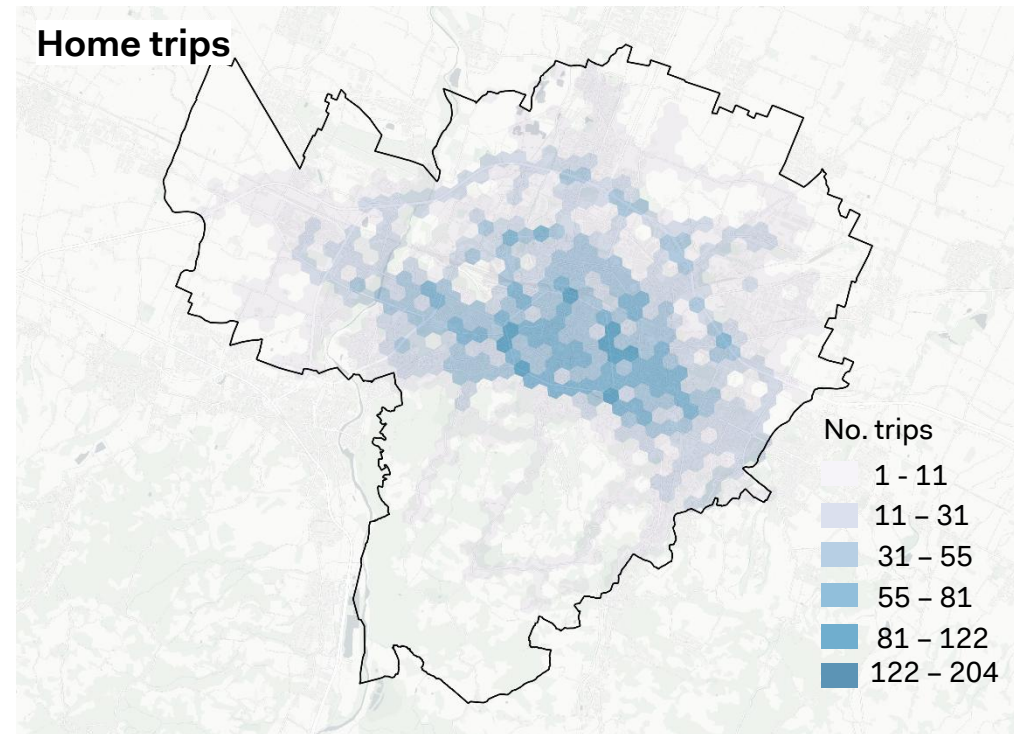 Home trips
No. trips
1 - 11
11 – 31
31 – 55
55 – 81
81 – 122
122 – 204